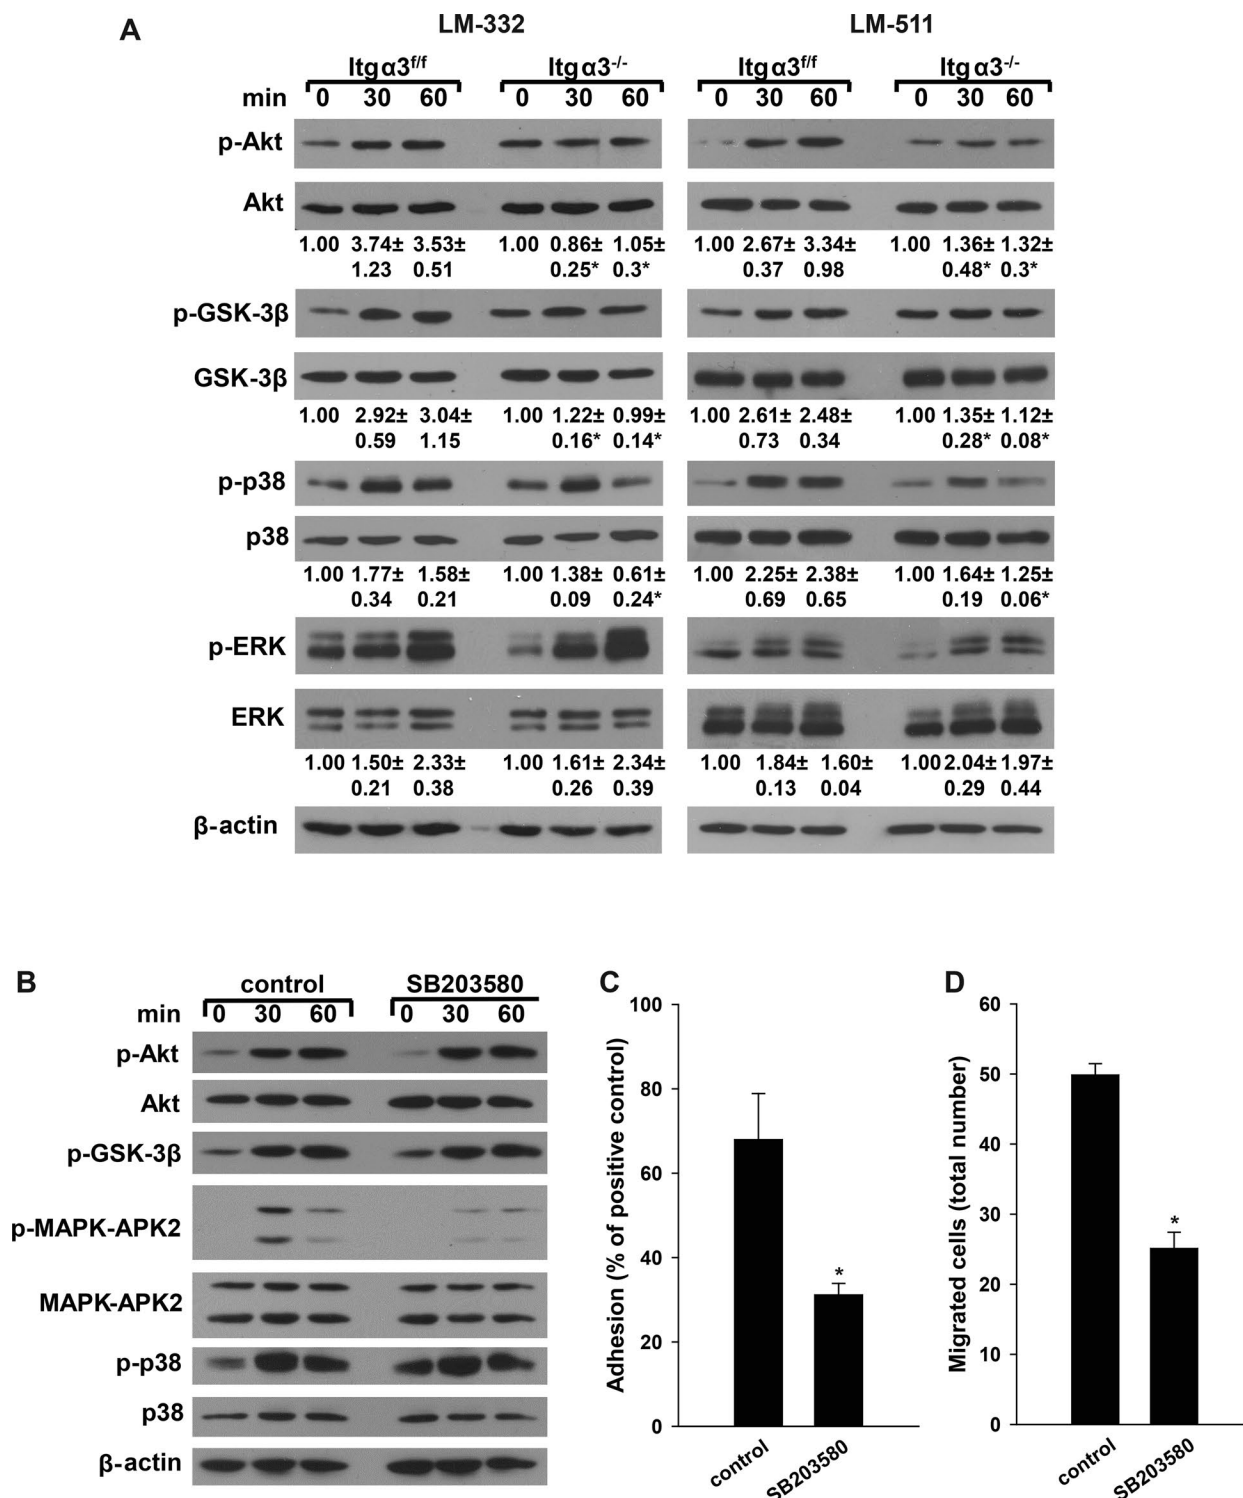 A
LM-332 LM-511
Itgα3f/f Itgα3-/- Itgα3f/f Itgα3-/-
min 0 30 60 0 30 60 0 30 60 0 30 60
p-Akt
Akt
1.00 3.74± 3.53± 1.00 0.86± 1.05± 1.00 2.67± 3.34± 1.00 1.36± 1.32±
1.23 0.51 0.25* 0.3* 0.37 0.98 0.48* 0.3*
p-GSK-3β
GSK-3β
1.00 2.92± 3.04± 1.00 1.22± 0.99± 1.00 2.61± 2.48± 1.00 1.35± 1.12±
0.59 1.15 0.16* 0.14* 0.73 0.34 0.28* 0.08*
p-p38
p38
1.00 1.77± 1.58± 1.00 1.38± 0.61± 1.00 2.25± 2.38± 1.00 1.64± 1.25±
0.34 0.21 0.09 0.24* 0.69 0.65 0.19 0.06*
p-ERK
ERK
1.00 1.50± 2.33± 1.00 1.61± 2.34± 1.00 1.84± 1.60± 1.00 2.04± 1.97±
0.21 0.38 0.26 0.39 0.13 0.04 0.29 0.44
β-actin
B
control SB203580
min 0 30 60 0 30 60
p-Akt
Akt
p-GSK-3β
p-MAPK-APK2
MAPK-APK2
p-p38
p38
β-actin
C
Adhesion (% of positive control)
100
80
60
40
20
0
*
control
SB203580
D
Migrated cells (total number)
60
50
40
30
20
10
0
*
control
SB203580